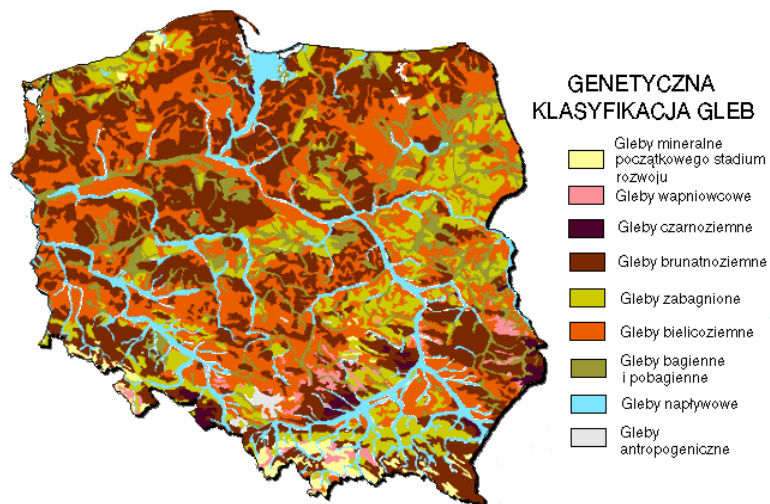 GENETYCZNA
KLASYFIKACJA GLEB
Gleby mineralne
początkowego stadium
rozwoju
Gleby wapniowcowe
Gleby czarnoziemne
Gleby brunatnoziemne
Gleby zabagnione
Gleby bielicoziemne
Gleby bagienne
i pobagienne
Gleby napływowe
Gleby
antropogeniczne